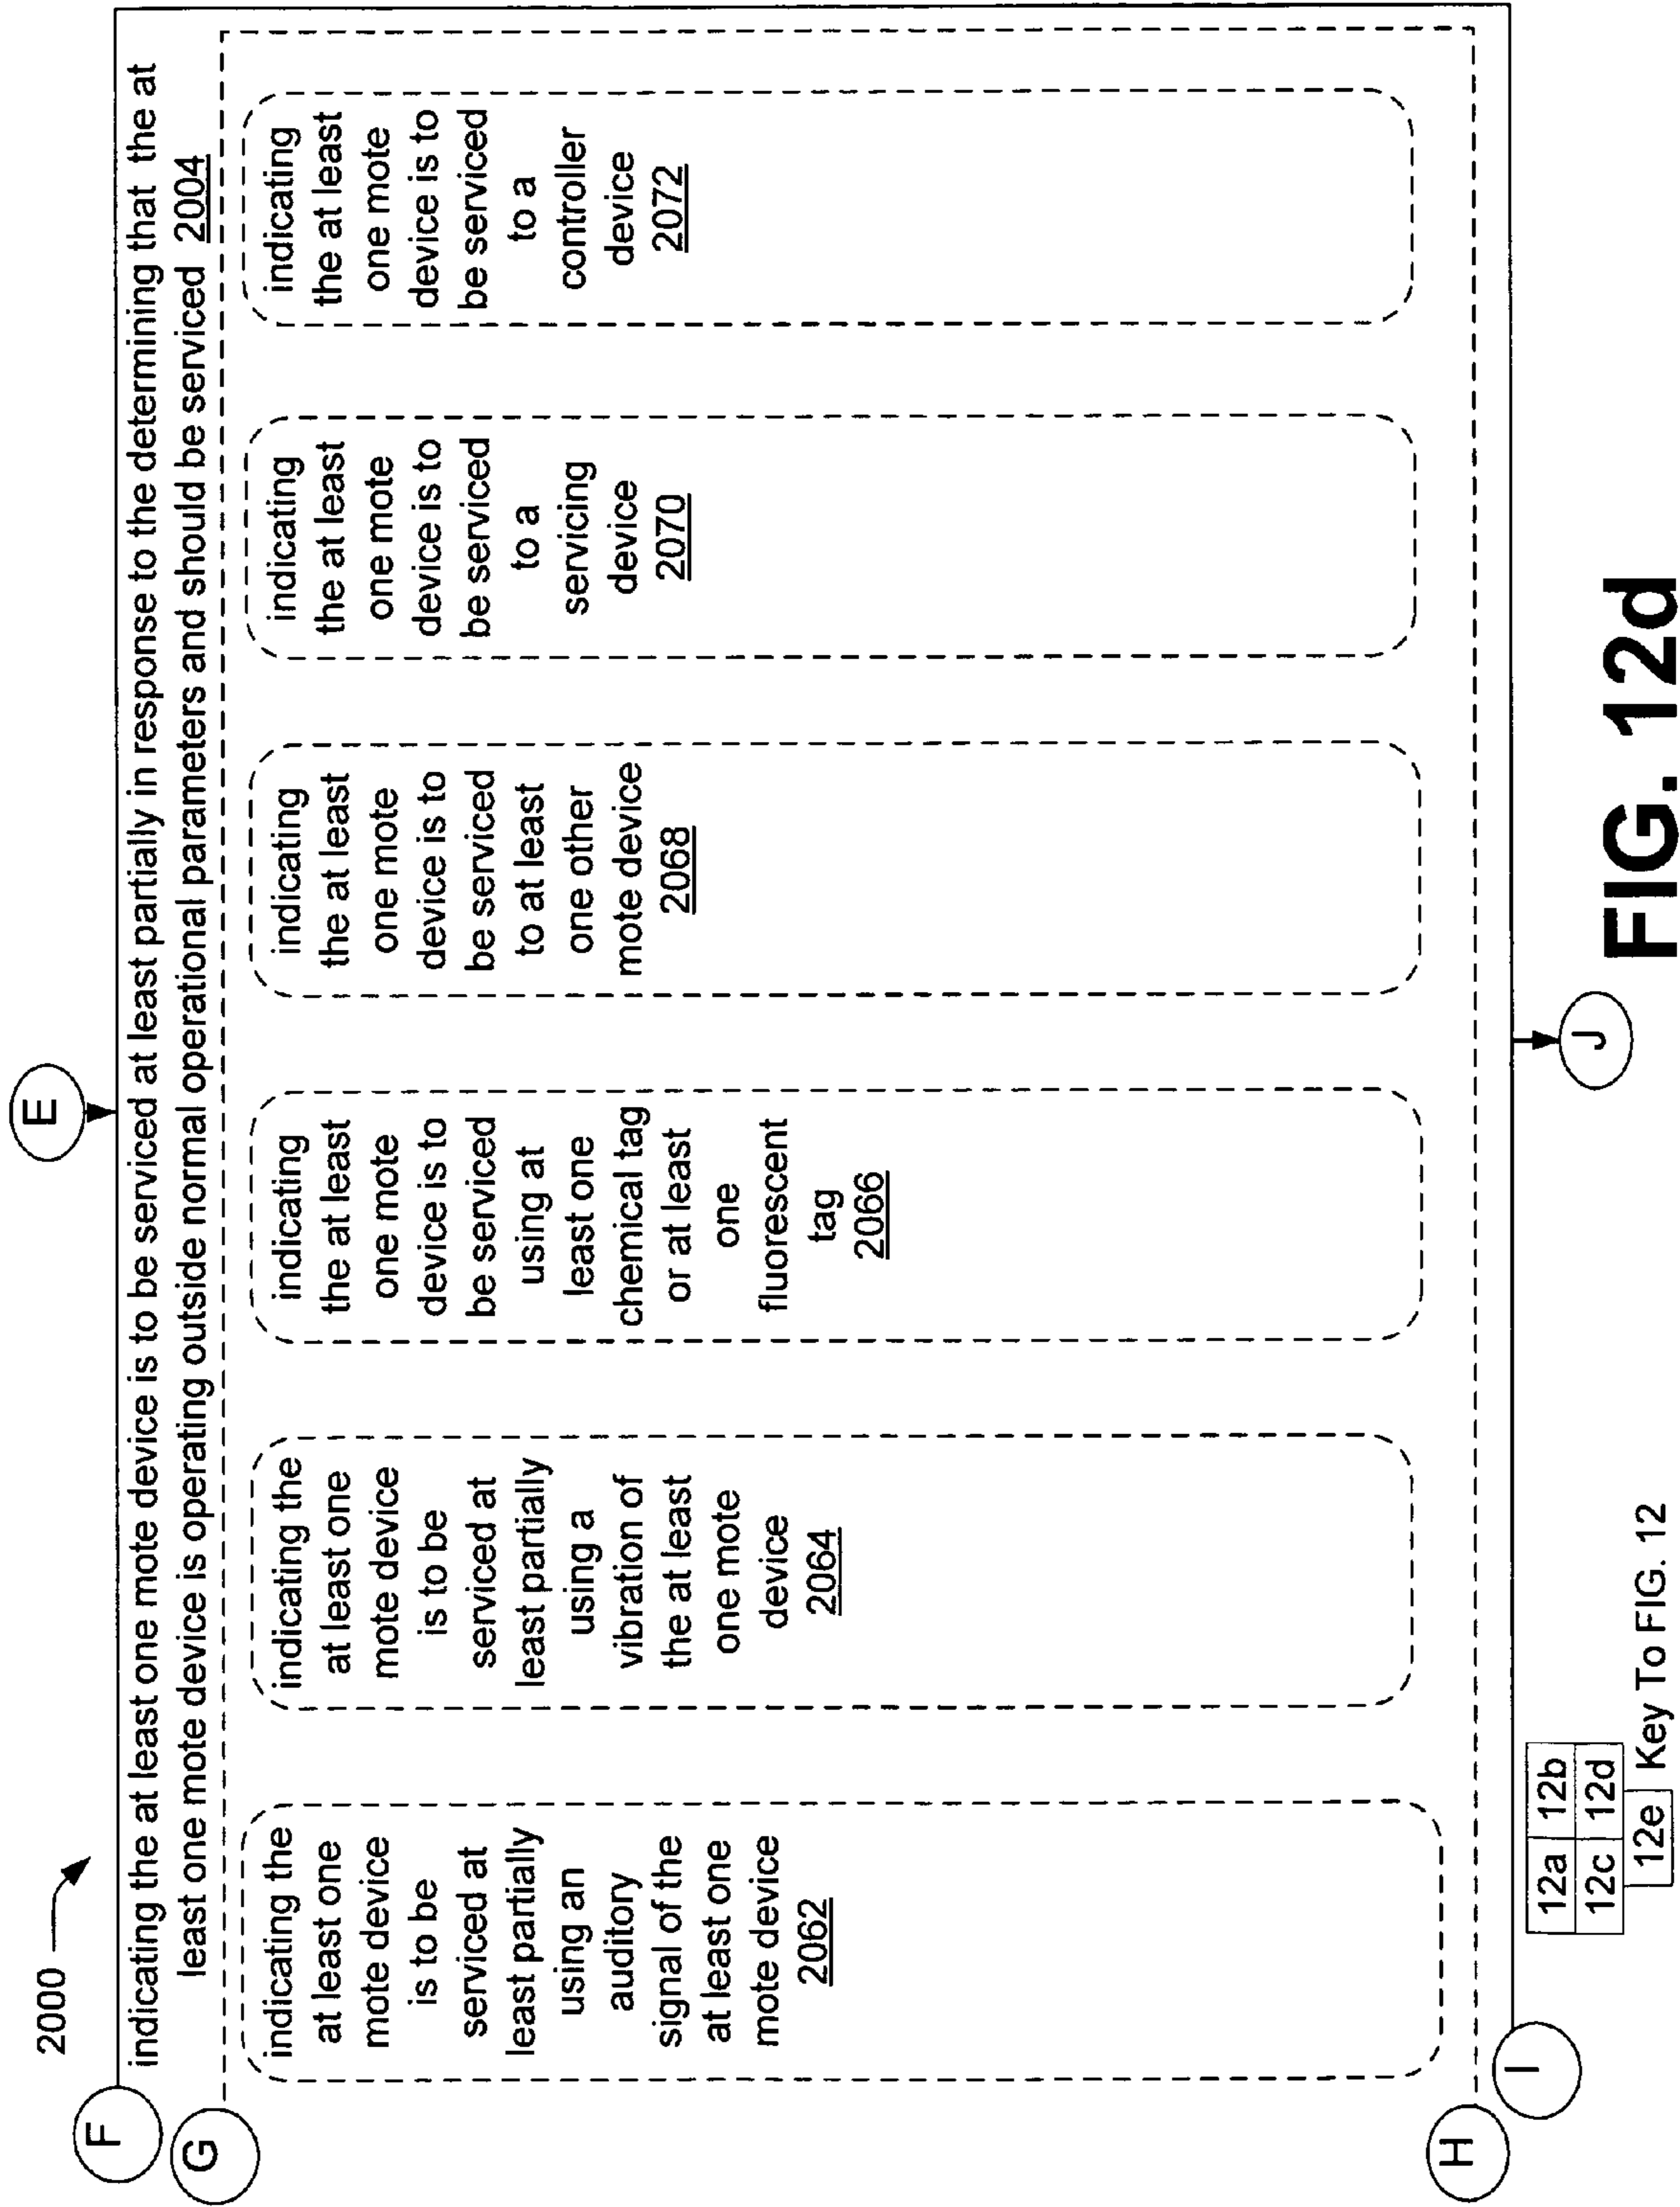 2000
E
F
indicating the at least one mote device is to be serviced at least partially in response to the determining that the at
least one mote device is operating outside normal operational parameters and should be serviced 2004
G
indicating the
at least one
mote device
is to be
serviced at
least partially
using an
auditory
signal of the
at least one
mote device
2062
indicating the
at least one
mote device
is to be
serviced at
least partially
using a
vibration of
the at least
one mote
device
2064
indicating
the at least
one mote
device is to
be serviced
using at
least one
chemical tag
or at least
one
fluorescent
tag
2066
indicating
the at least
one mote
device is to
be serviced
to at least
one other
mote device
2068
indicating
the at least
one mote
device is to
be serviced
to a
servicing
device
2070
indicating
the at least
one mote
device is to
be serviced
to a
controller
device
2072
H
I
J
12a 12b
12c 12d
12e Key To FIG. 12
FIG. 12d